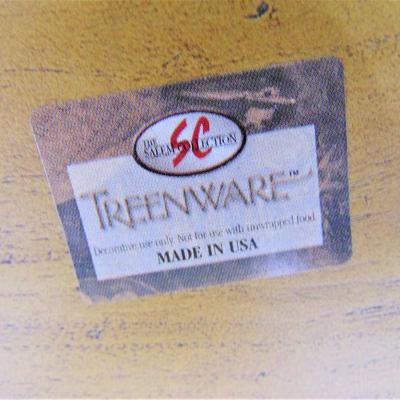 THE
SC
SALEM COLLECTION
TREENWARE™
Decorative use only. Not for use with unwrapped food.
MADE IN USA